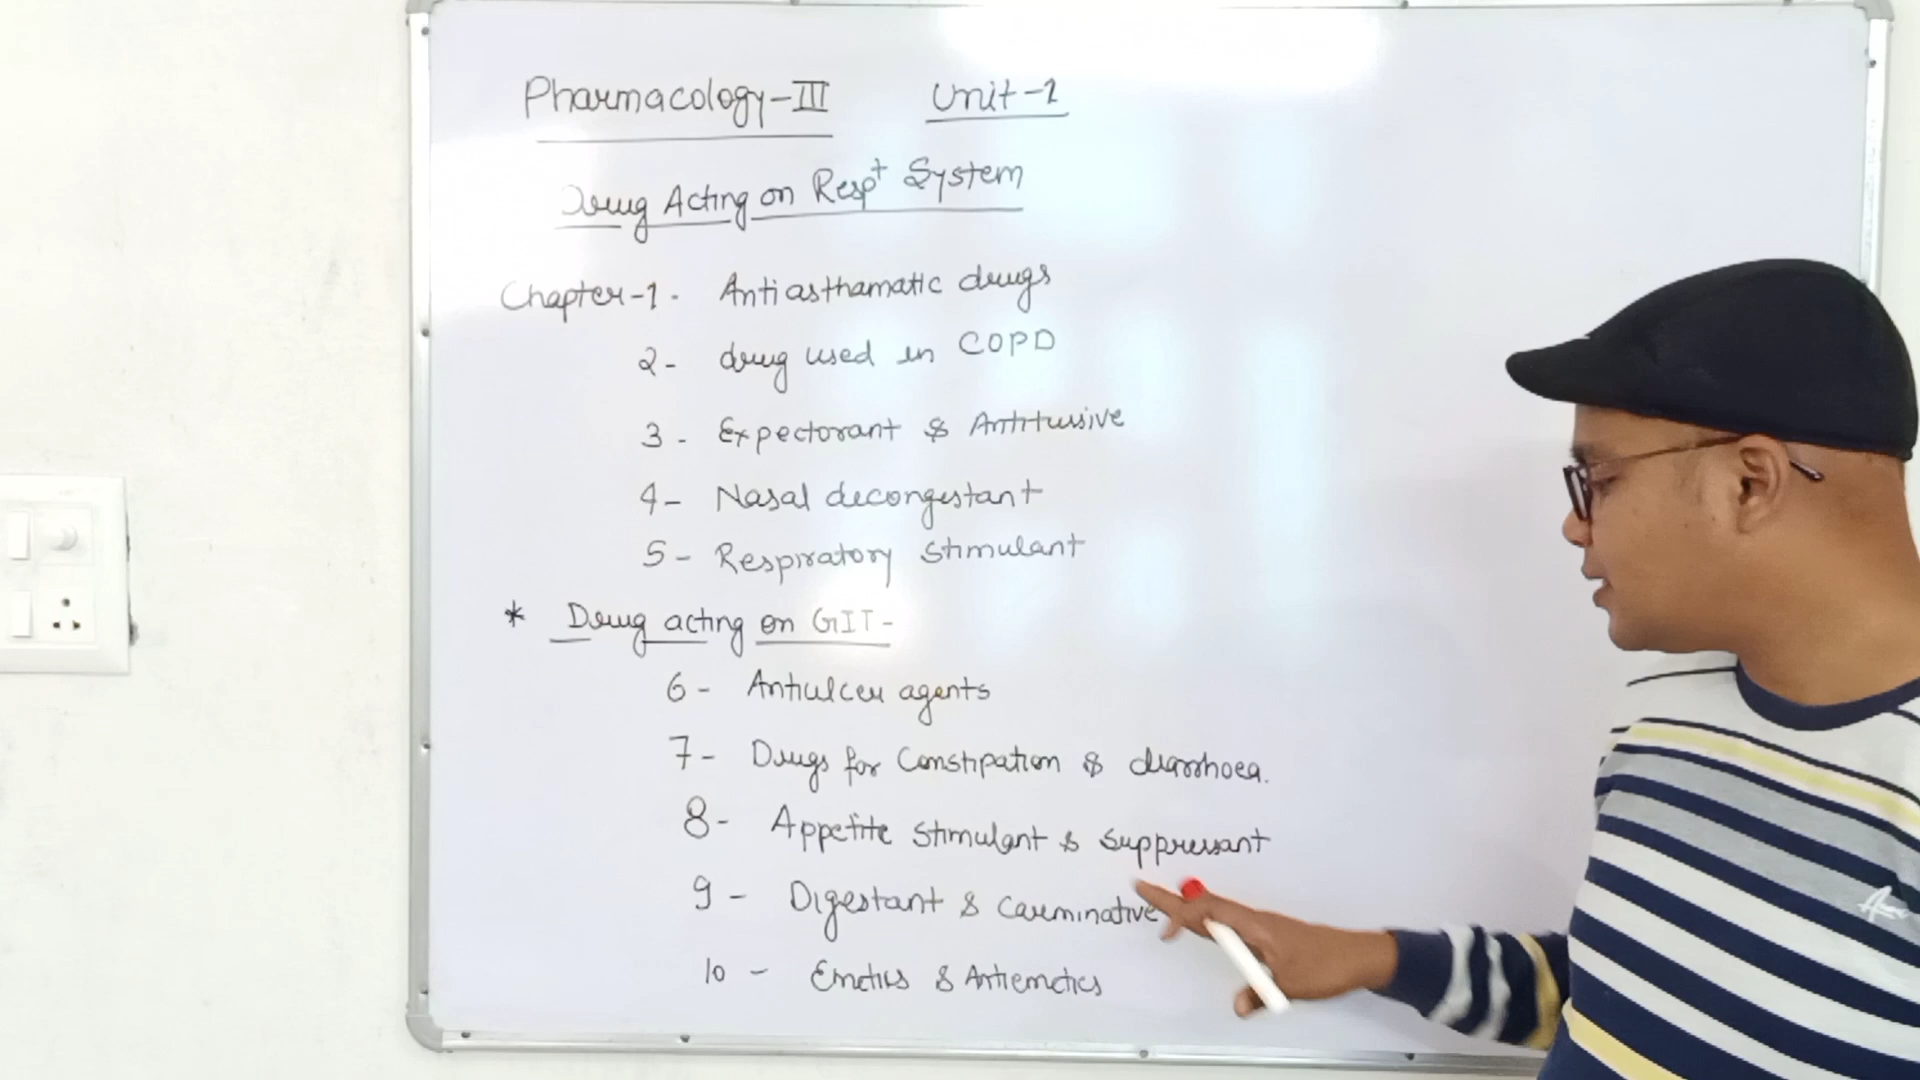 Pharmacology-III Unit-1
Drug Acting on Resp^t System
Chapter-1. Antiasthamatic drugs
2- drug used in COPD
3- Expectorant & Antitussive
4- Nasal decongestant
5- Respiratory Stimulant
* Drug acting on GIT-
6- Antiulcer agents
7- Drugs for Constipation & diarrhoea.
8- Appetite Stimulant & Suppressant
9- Digestant & Carminative
10- Emetics & Antiemetics